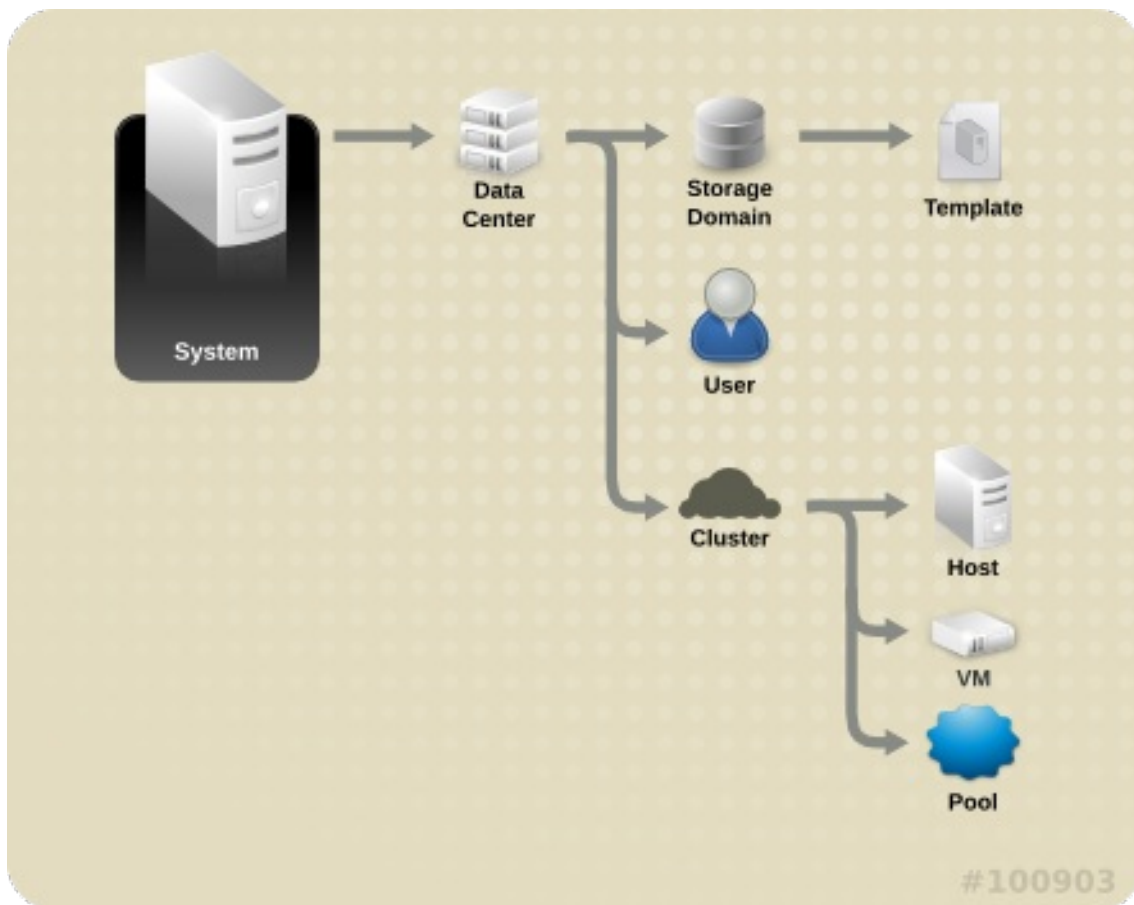 System
Data
Center
Storage
Domain
Template
User
Cluster
Host
VM
Pool
#100903